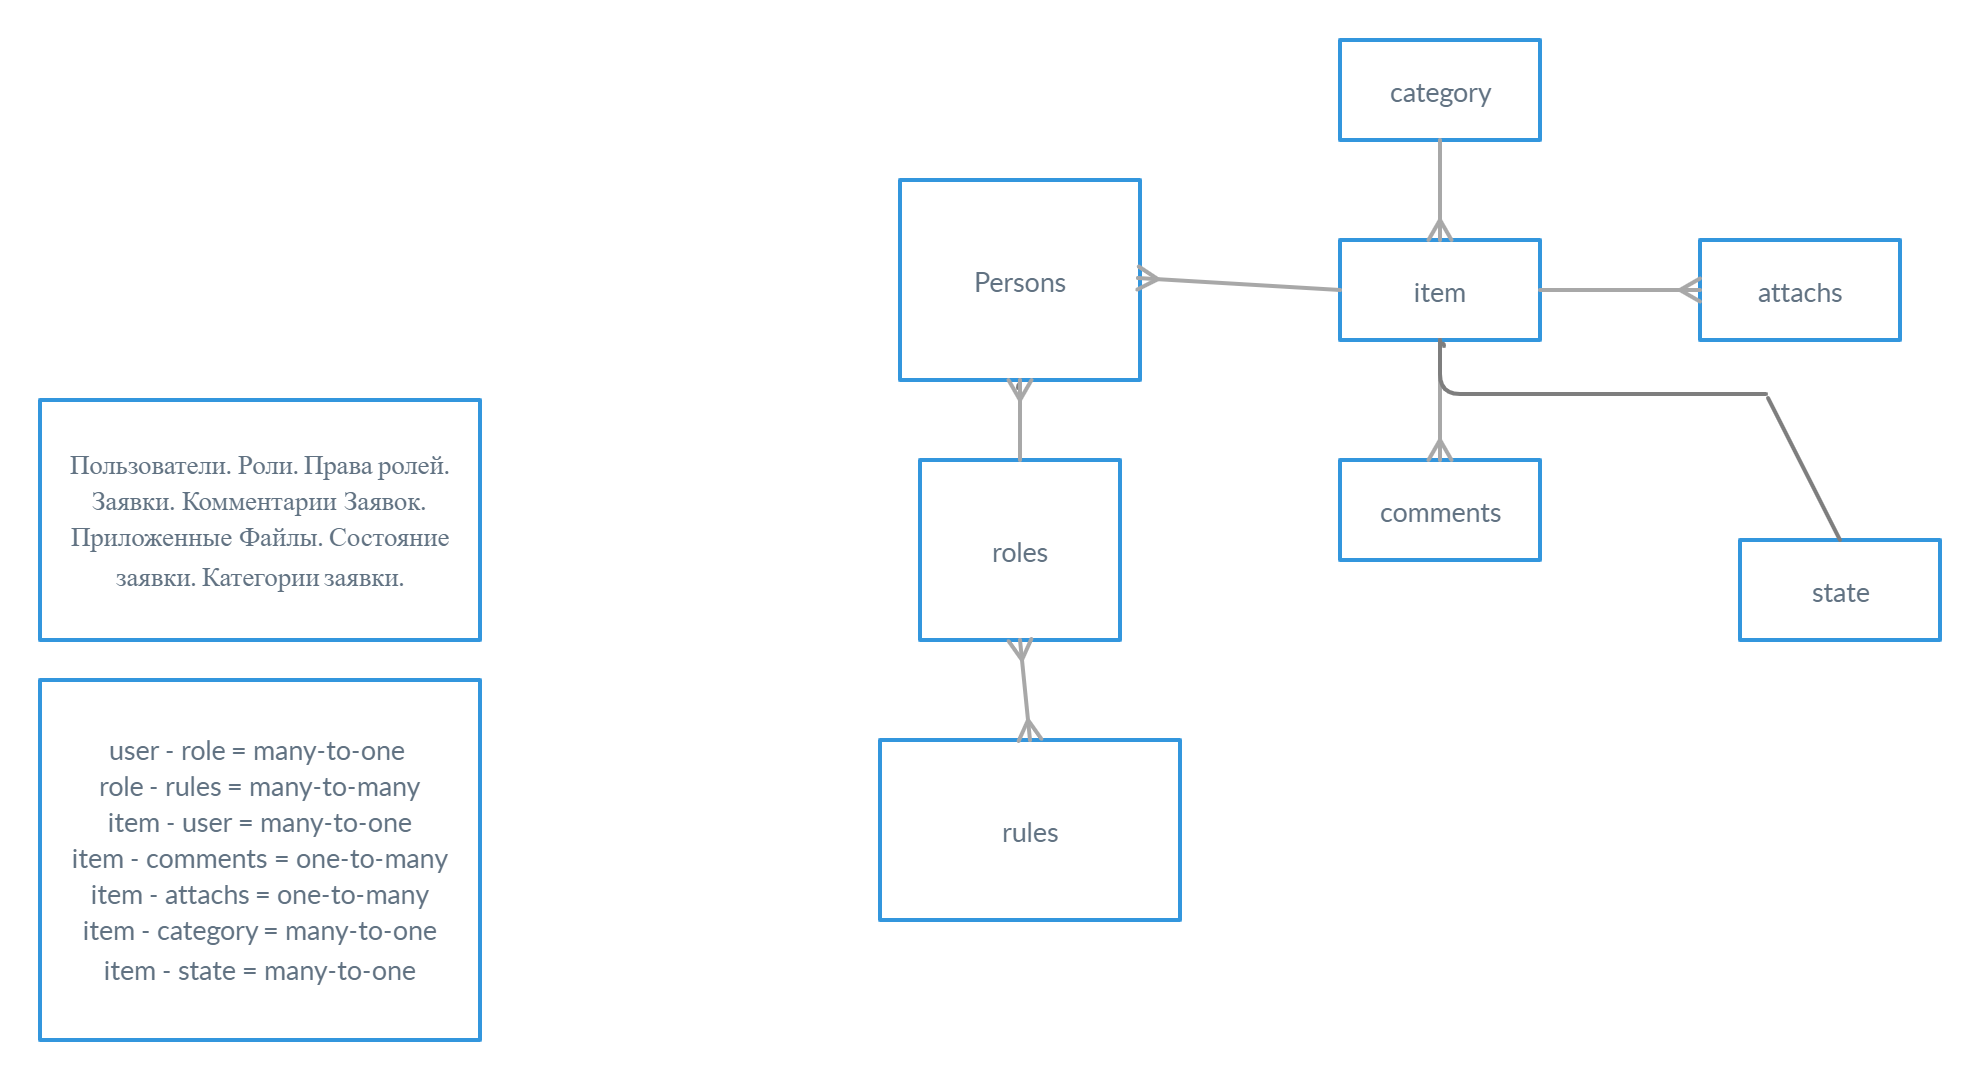 category
Persons
item
attachs
Пользователи. Роли. Права ролей.
Заявки. Комментарии Заявок.
Приложенные Файлы. Состояние
заявки. Категории заявки.
comments
roles
state
user - role = many-to-one
role - rules = many-to-many
item - user = many-to-one
item - comments = one-to-many
item - attachs = one-to-many
item - category = many-to-one
item - state = many-to-one
rules